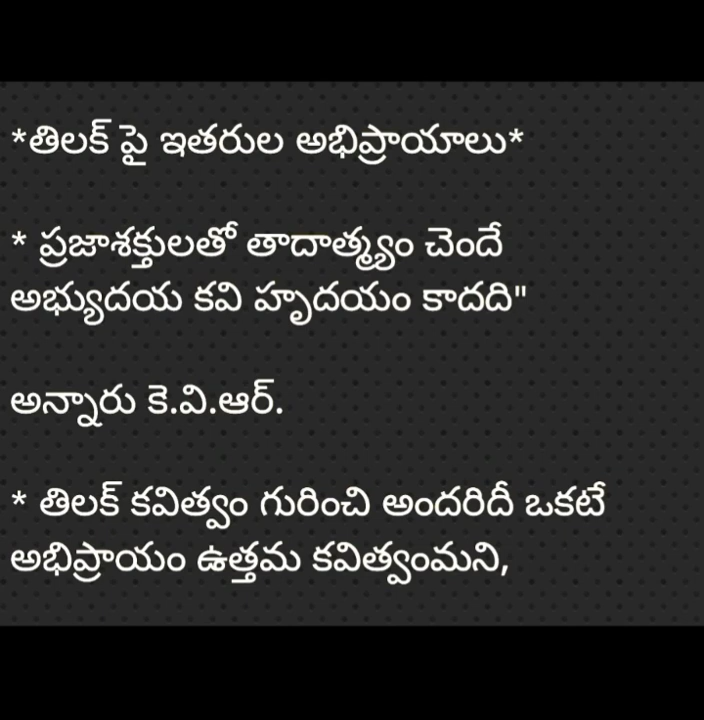 *తిలక్ పై ఇతరుల అభిప్రాయాలు*
* ప్రజాశక్తులతో తాదాత్మ్యం చెందే
అభ్యుదయ కవి హృదయం కాదది"
అన్నారు కె.వి.ఆర్.
* తిలక్ కవిత్వం గురించి అందరిదీ ఒకటే
అభిప్రాయం ఉత్తమ కవిత్వంమని,